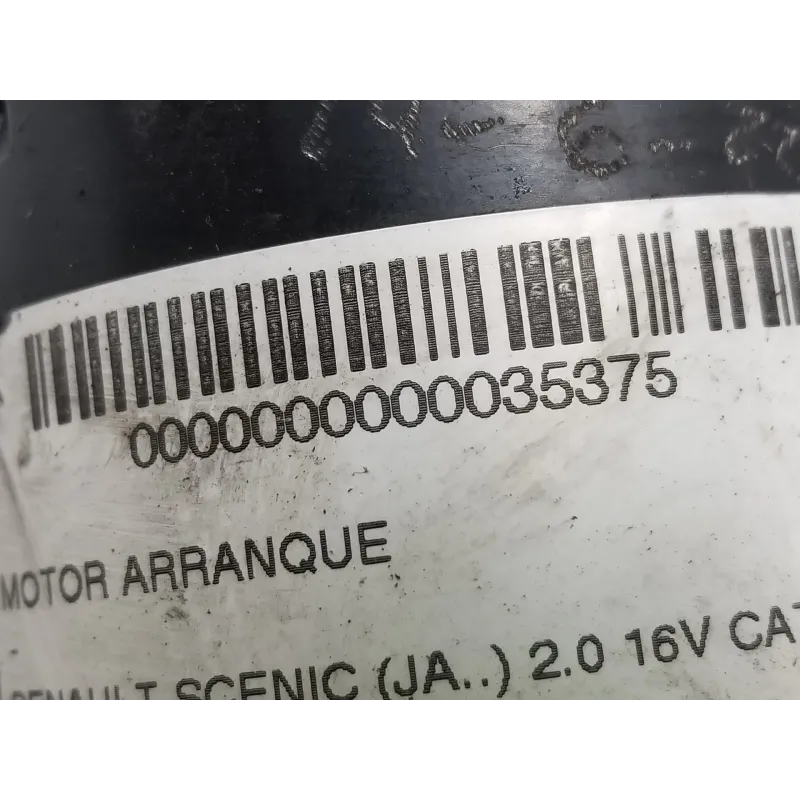 0000000000035375
MOTOR ARRANQUE
RENAULT SCENIC (JA..) 2.0 16V CAT